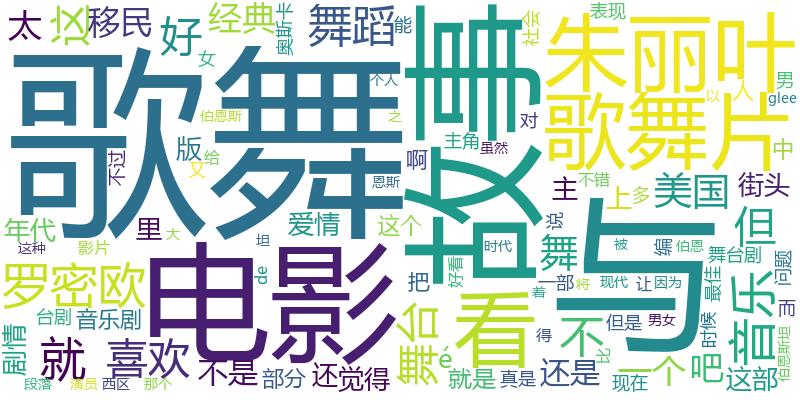 太 这 移民 好 经典 女 奥斯卡 舞蹈 能 事 社会 表现
朱丽叶
歌舞片 以 人 男 glee 中
歌舞 个人 之 伯恩斯 不过 版 又 给 恩斯
主角 虽然 对 啊
故 与
主 不错 上 多 美国 街头
年代 里 爱情 这个 说 舞 编 被 伯恩 但
这种 影片 大 坦 时代 舞台剧 问题
罗密欧 电影 de 把 好看 一部 现代 让 因为 最佳 音乐 而
台剧 音乐剧 看 着 将 但是 男女 时候
剧情 就 喜欢 不是 部分 还 觉得 舞台 é 得 不 比 一个 吧 这部 伯恩斯坦
段落 演员 西区 那个 就是 真是 还是 现在